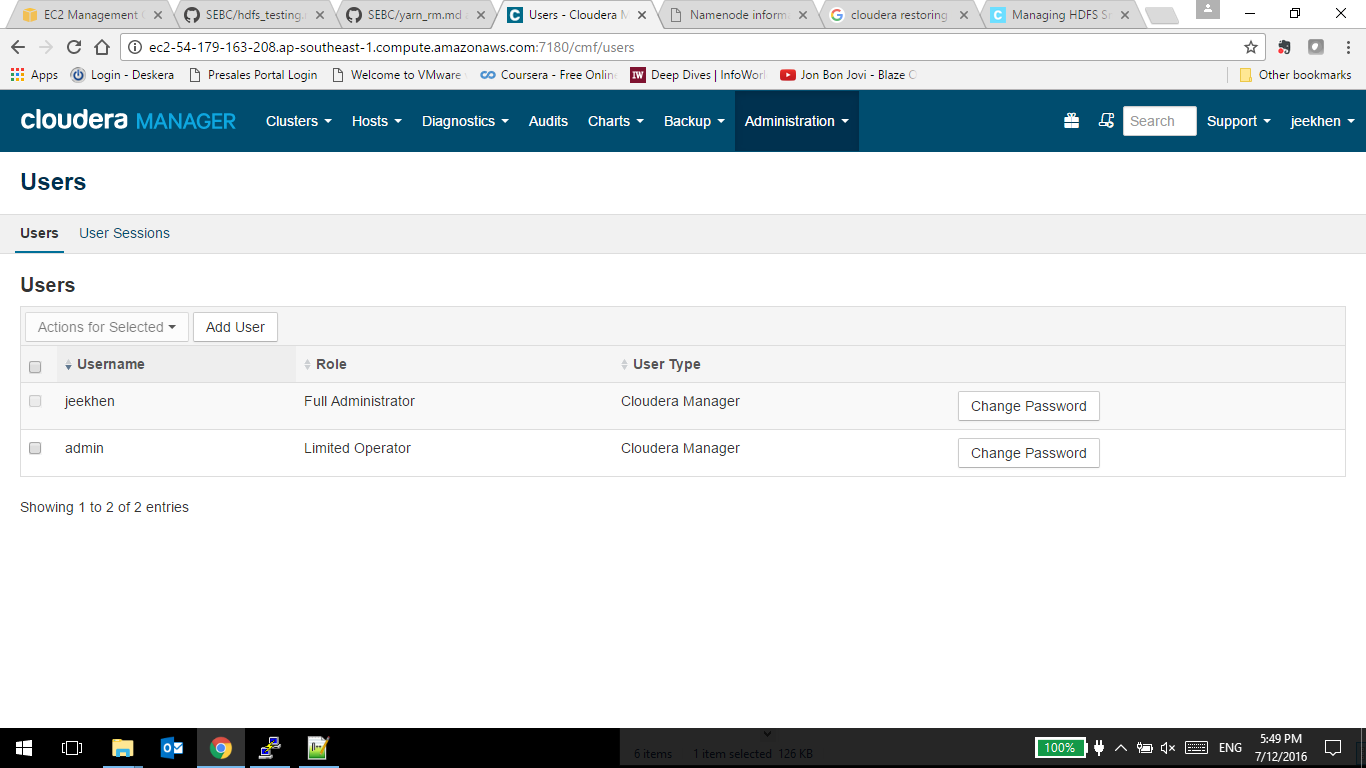 EC2 Management SEBC/hdfs_testing. SEBC/yarn_rm.md Users - Cloudera M Namenode informa cloudera restoring Managing HDFS Sn
ec2-54-179-163-208.ap-southeast-1.compute.amazonaws.com:7180/cmf/users
Apps Login - Deskera Presales Portal Login Welcome to VMware Coursera - Free Onlin IW Deep Dives | InfoWorl Jon Bon Jovi - Blaze O Other bookmarks
cloudera MANAGER Clusters Hosts Diagnostics Audits Charts Backup Administration Search Support jeekhen
Users
Users User Sessions
Users
Actions for Selected Add User
Username Role User Type
jeekhen Full Administrator Cloudera Manager Change Password
admin Limited Operator Cloudera Manager Change Password
Showing 1 to 2 of 2 entries
6 items 1 item selected 126 KB
100% ENG 5:49 PM
7/12/2016